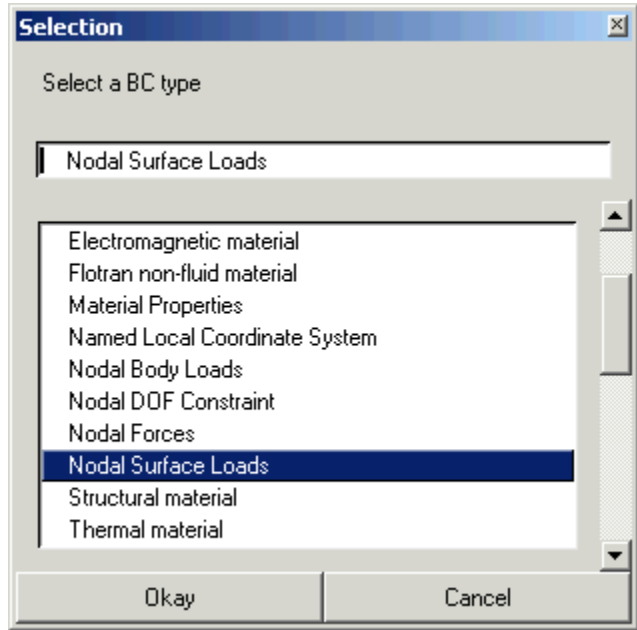 Selection
Select a BC type
Nodal Surface Loads
Electromagnetic material
Flotran non-fluid material
Material Properties
Named Local Coordinate System
Nodal Body Loads
Nodal DOF Constraint
Nodal Forces
Nodal Surface Loads
Structural material
Thermal material
Okay Cancel